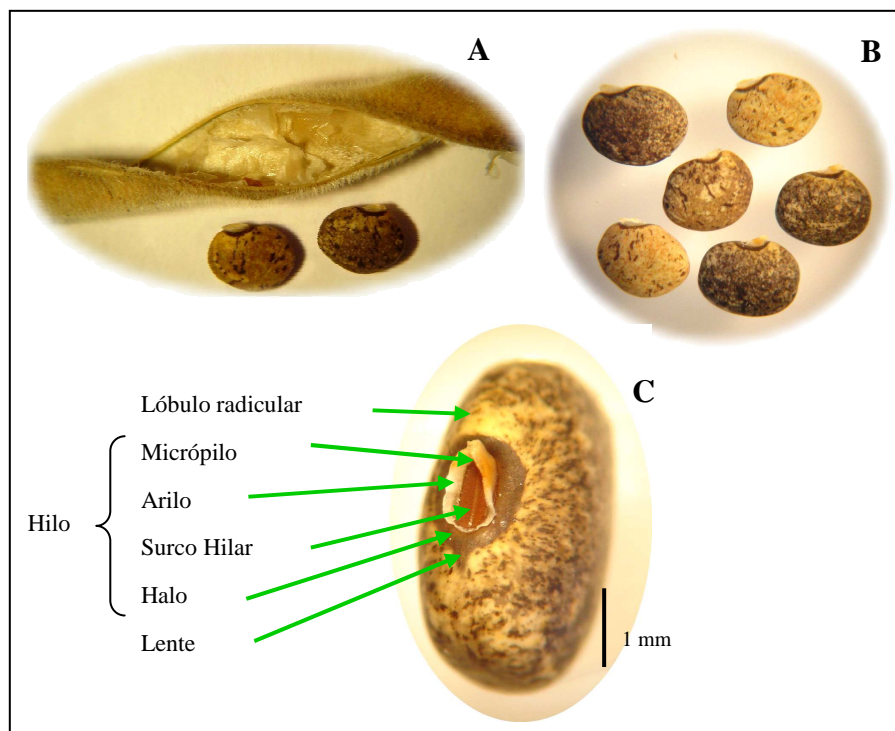 A
B
C
Lóbulo radicular
Micrópilo
Arilo
Hilo
Surco Hilar
Halo
Lente
1 mm